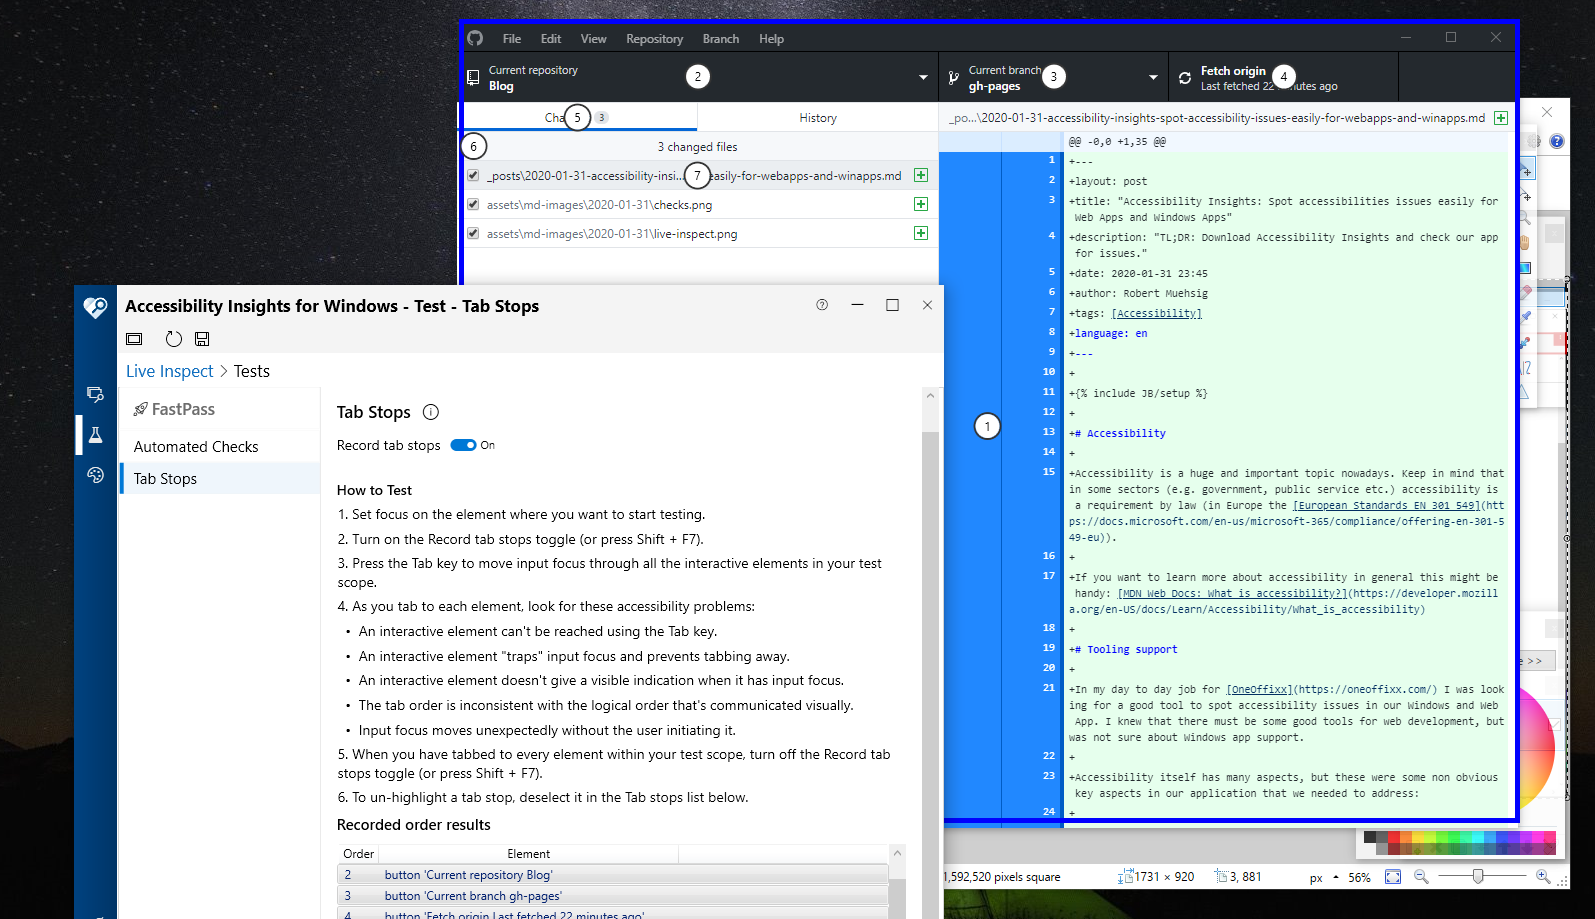 File Edit View Repository Branch Help
Current repository
Blog
2
Current branch
gh-pages
3
Fetch origin
Last fetched 22 minutes ago
4
5
3
History
6
3 changed files
_posts\2020-01-31-accessibility-insi...
7
easily-for-webapps-and-winapps.md
assets\md-images\2020-01-31\checks.png
assets\md-images\2020-01-31\live-inspect.png
_po...\2020-01-31-accessibility-insights-spot-accessibility-issues-easily-for-webapps-and-winapps.md
@@ -0,0 +1,35 @@
1 +---
2 +layout: post
3 +title: "Accessibility Insights: Spot accessibilities issues easily for
Web Apps and Windows Apps"
4 +description: "TL;DR: Download Accessibility Insights and check our app
for issues."
5 +date: 2020-01-31 23:45
6 +author: Robert Muehsig
7 +tags: [Accessibility]
8 +language: en
9 +---
10 +
11 +{% include JB/setup %}
12 +
13 +# Accessibility
14 +
15 +Accessibility is a huge and important topic nowadays. Keep in mind that
in some sectors (e.g. government, public service etc.) accessibility is
a requirement by law (in Europe the [European Standards EN 301 549](htt
ps://docs.microsoft.com/en-us/microsoft-365/compliance/offering-en-301-5
49-eu)).
16 +
17 +If you want to learn more about accessibility in general this might be
handy: [MDN Web Docs: What is accessibility?](https://developer.mozill
a.org/en-US/docs/Learn/Accessibility/What_is_accessibility)
18 +
19 +# Tooling support
20 +
21 +In my day to day job for [OneOffixx](https://oneoffixx.com/) I was look
ing for a good tool to spot accessibility issues in our Windows and Web
App. I knew that there must be some good tools for web development, but
was not sure about Windows app support.
22 +
23 +Accessibility itself has many aspects, but these were some non obvious
key aspects in our application that we needed to address:
24 +
1
Accessibility Insights for Windows - Test - Tab Stops
Live Inspect > Tests
FastPass
Automated Checks
Tab Stops
Tab Stops
Record tab stops On
How to Test
1. Set focus on the element where you want to start testing.
2. Turn on the Record tab stops toggle (or press Shift + F7).
3. Press the Tab key to move input focus through all the interactive elements in your test
scope.
4. As you tab to each element, look for these accessibility problems:
• An interactive element can't be reached using the Tab key.
• An interactive element "traps" input focus and prevents tabbing away.
• An interactive element doesn't give a visible indication when it has input focus.
• The tab order is inconsistent with the logical order that's communicated visually.
• Input focus moves unexpectedly without the user initiating it.
5. When you have tabbed to every element within your test scope, turn off the Record tab
stops toggle (or press Shift + F7).
6. To un-highlight a tab stop, deselect it in the Tab stops list below.
Recorded order results
Order Element
2 button 'Current repository Blog'
3 button 'Current branch gh-pages'
4 button 'Fetch origin Last fetched 22 minutes ago'
>>
1,592,520 pixels square
1731 × 920
3, 881
px
56%